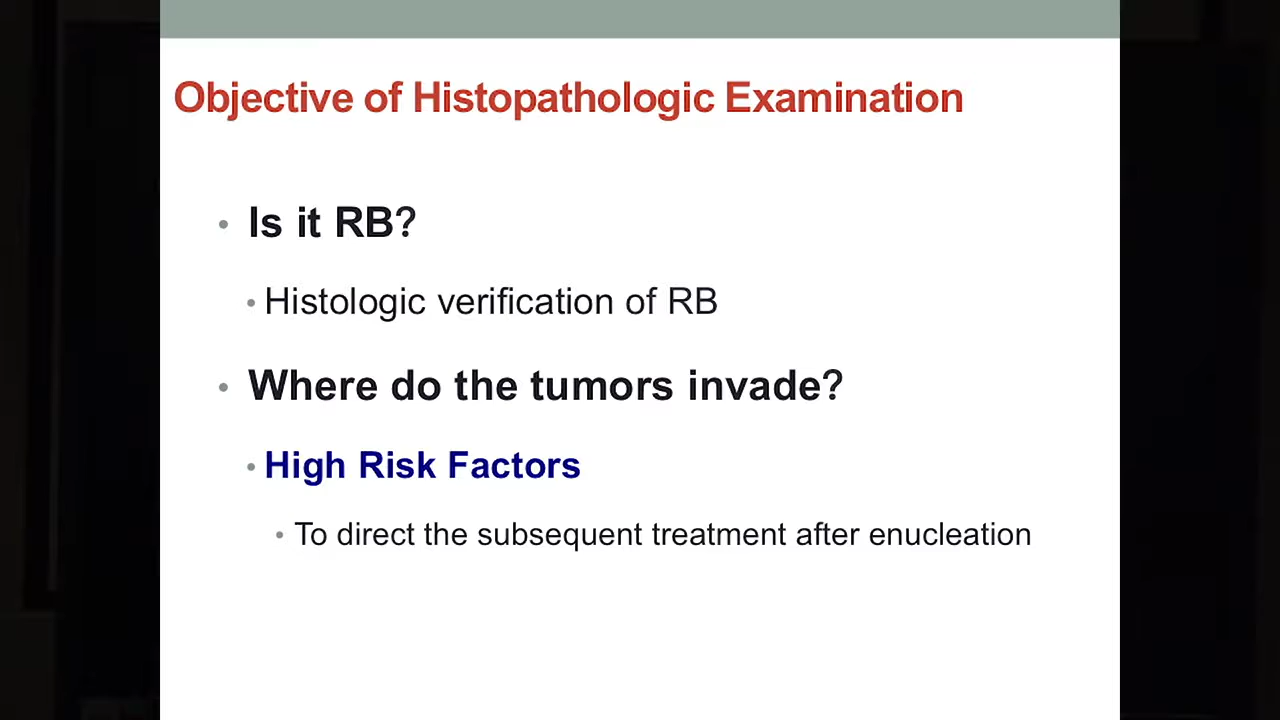 Objective of Histopathologic Examination
• Is it RB?
• Histologic verification of RB
• Where do the tumors invade?
• High Risk Factors
• To direct the subsequent treatment after enucleation